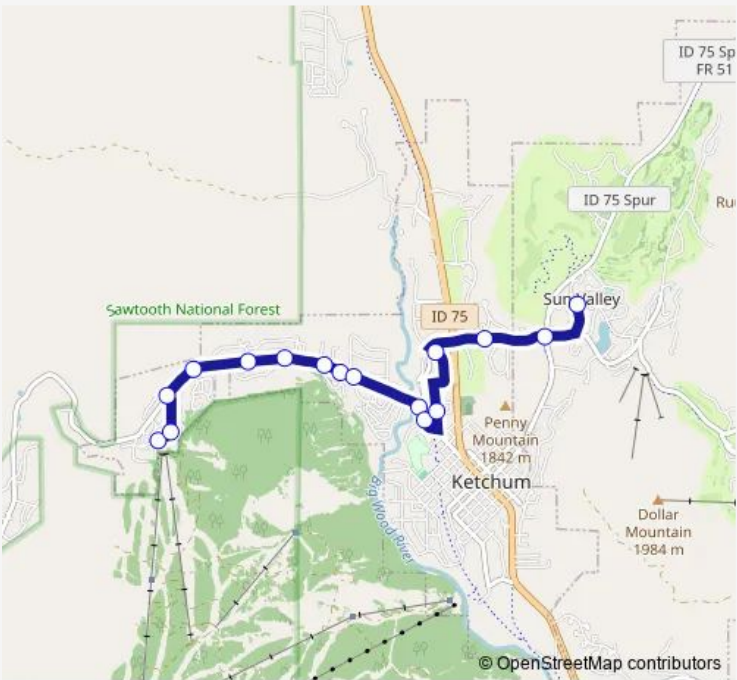 ID 75 Sp
FR 51
ID 75 Spur
Ru
Sun Valley
Sawtooth National Forest
ID 75
Penny
Mountain
1842 m
Ketchum
Big Wood River
Dollar
Mountain
1984 m
© OpenStreetMap contributors